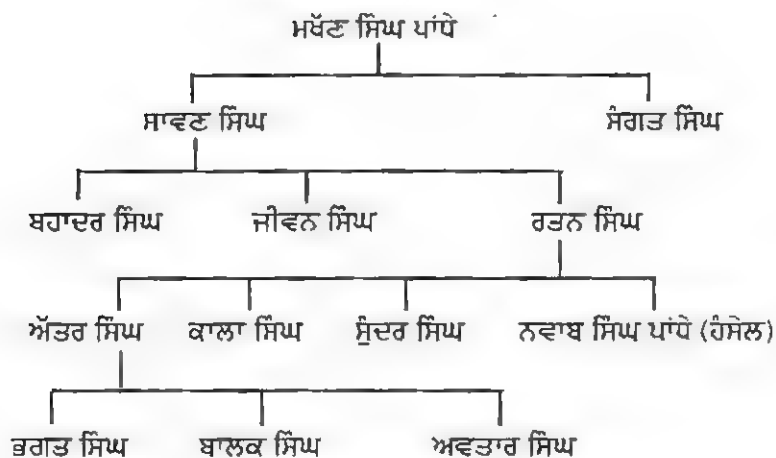 ਮਖੱਣ ਸਿੰਘ ਪਾਂਧੇ
ਸਾਵਣ ਸਿੰਘ ਸੰਗਤ ਸਿੰਘ
ਬਹਾਦਰ ਸਿੰਘ ਜੀਵਨ ਸਿੰਘ ਰਤਨ ਸਿੰਘ
ਅੱਤਰ ਸਿੰਘ ਕਾਲਾ ਸਿੰਘ ਸੁੰਦਰ ਸਿੰਘ ਨਵਾਬ ਸਿੰਘ ਪਾਂਧੇ (ਹੰਸੇਲ)
ਭਗਤ ਸਿੰਘ ਬਾਲਕ ਸਿੰਘ ਅਵਤਾਰ ਸਿੰਘ